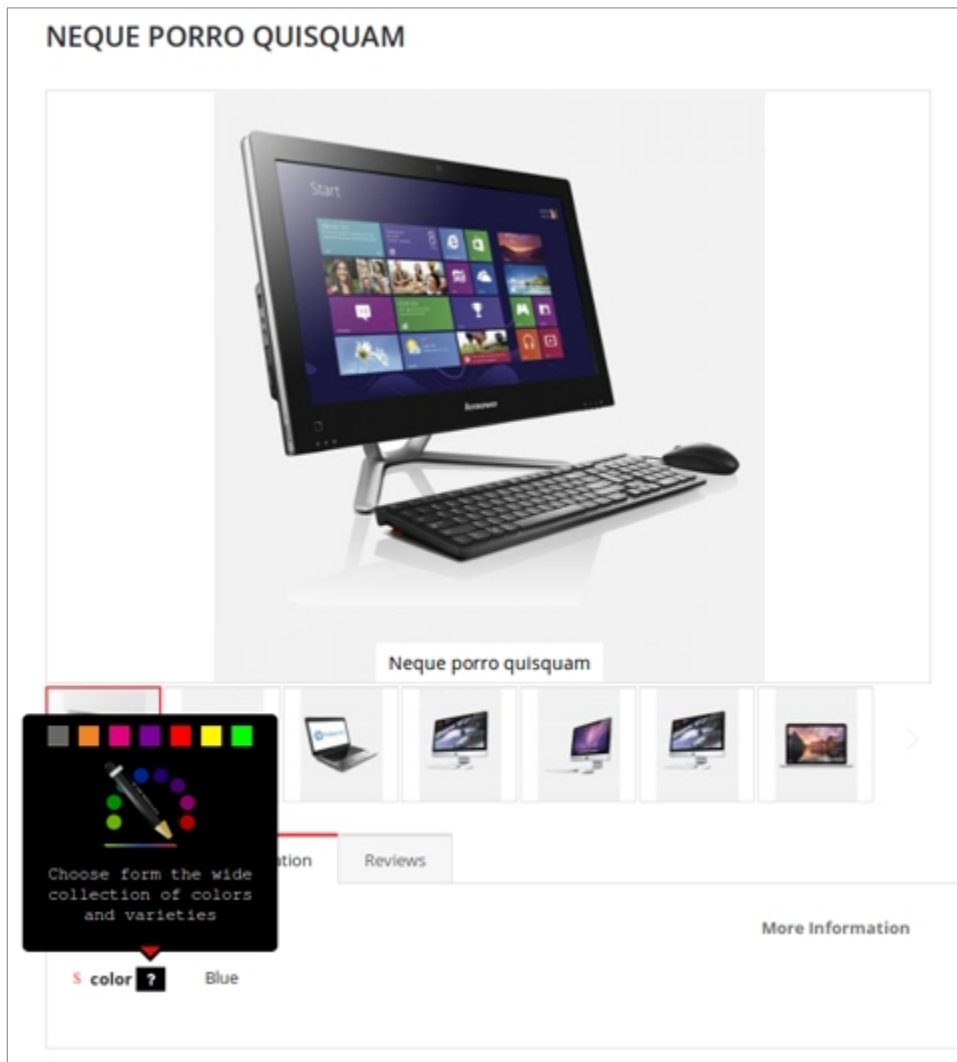 NEQUE PORRO QUISQUAM
Start
lenovo
Neque porro quisquam
Reviews
Choose form the wide
collection of colors
and varieties
More Information
$ color ? Blue